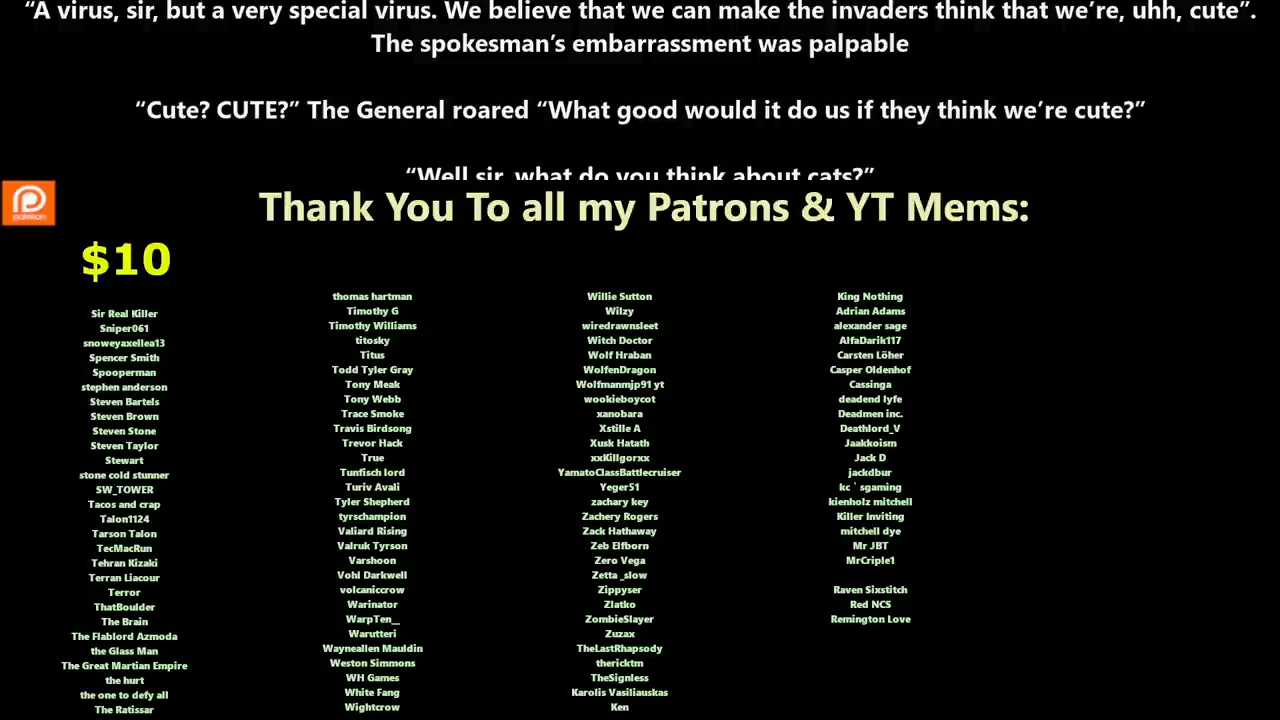 “A virus, sir, but a very special virus. We believe that we can make the invaders think that we’re, uhh, cute”.
The spokesman’s embarrassment was palpable
“Cute? CUTE?” The General roared “What good would it do us if they think we’re cute?”
“Well sir, what do you think about cats?”
patreon
Thank You To all my Patrons & YT Mems:
$10
Sir Real Killer
Sniper061
snoweyaxellea13
Spencer Smith
Spooperman
stephen anderson
Steven Bartels
Steven Brown
Steven Stone
Steven Taylor
Stewart
stone cold stunner
SW_TOWER
Tacos and crap
Talon1124
Tarson Talon
TecMacRun
Tehran Kizaki
Terran Liacour
Terror
ThatBoulder
The Brain
The Flablord Azmoda
the Glass Man
The Great Martian Empire
the hurt
the one to defy all
The Ratissar
thomas hartman
Timothy G
Timothy Williams
titosky
Titus
Todd Tyler Gray
Tony Meak
Tony Webb
Trace Smoke
Travis Birdsong
Trevor Hack
True
Tunfisch lord
Turiv Avali
Tyler Shepherd
tyrschampion
Valiard Rising
Valruk Tyrson
Varshoon
Vohl Darkwell
volcaniccrow
Warinator
WarpTen__
Warutteri
Wayneallen Mauldin
Weston Simmons
WH Games
White Fang
Wightcrow
Willie Sutton
Wilzy
wiredrawnsleet
Witch Doctor
Wolf Hraban
WolfenDragon
Wolfmanmjp91 yt
wookieboycot
xanobara
Xstille A
Xusk Hatath
xxKillgorxx
YamatoClassBattlecruiser
Yeger51
zachary key
Zachery Rogers
Zack Hathaway
Zeb Elfborn
Zero Vega
Zetta _slow
Zippyser
Zlatko
ZombieSlayer
Zuzax
TheLastRhapsody
thericktm
TheSignless
Karolis Vasiliauskas
Ken
King Nothing
Adrian Adams
alexander sage
AlfaDarik117
Carsten Löher
Casper Oldenhof
Cassinga
deadend lyfe
Deadmen inc.
Deathlord_V
Jaakkoism
Jack D
jackdbur
kc ` sgaming
kienholz mitchell
Killer Inviting
mitchell dye
Mr JBT
MrCriple1
Raven Sixstitch
Red NCS
Remington Love